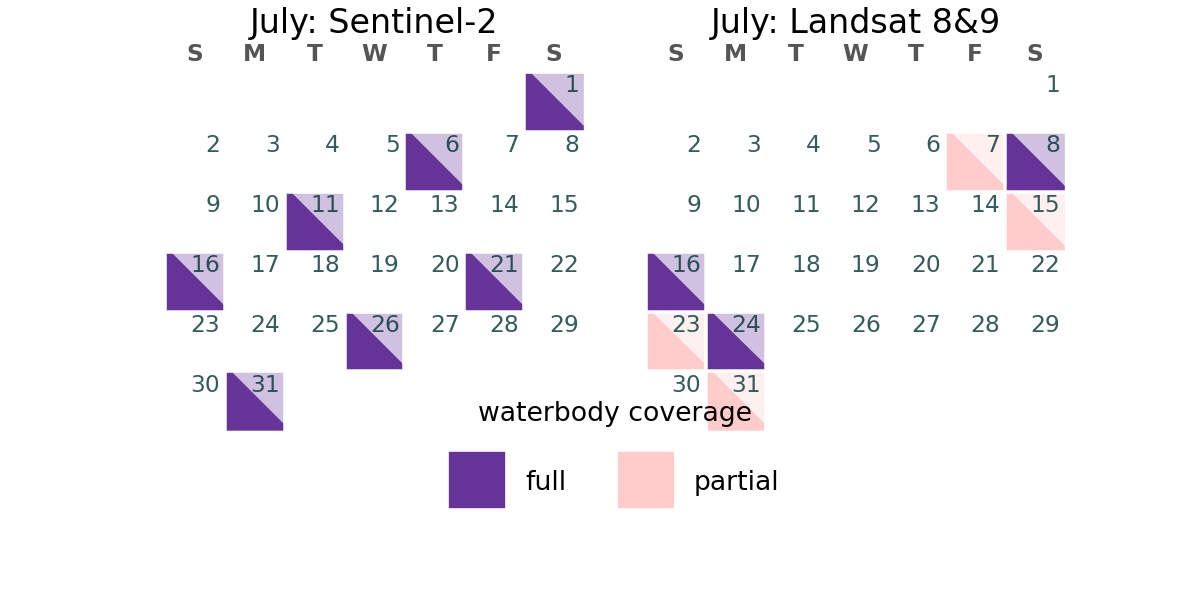 July: Sentinel-2
S M T W T F S
1
2 3 4 5 6 7 8
9 10 11 12 13 14 15
16 17 18 19 20 21 22
23 24 25 26 27 28 29
30 31
July: Landsat 8&9
S M T W T F S
1
2 3 4 5 6 7 8
9 10 11 12 13 14 15
16 17 18 19 20 21 22
23 24 25 26 27 28 29
30 31
waterbody coverage
full partial